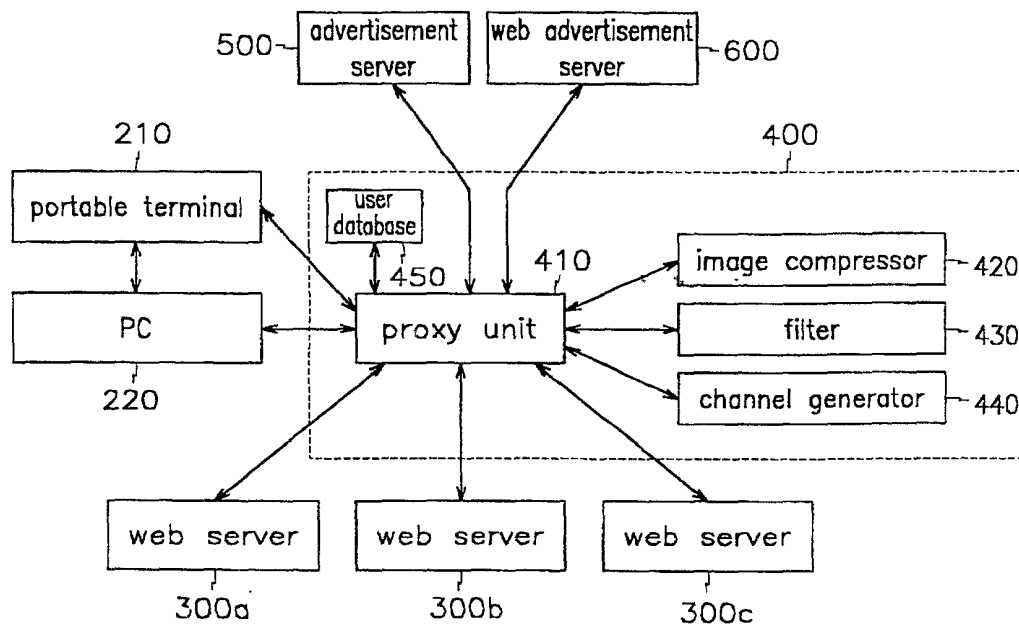 500
advertisement
server
web advertisement
server
600
210
400
portable terminal
user
database
450
410
image compressor
420
PC
proxy unit
filter
430
220
channel generator
440
web server
web server
web server
300a
300b
300c